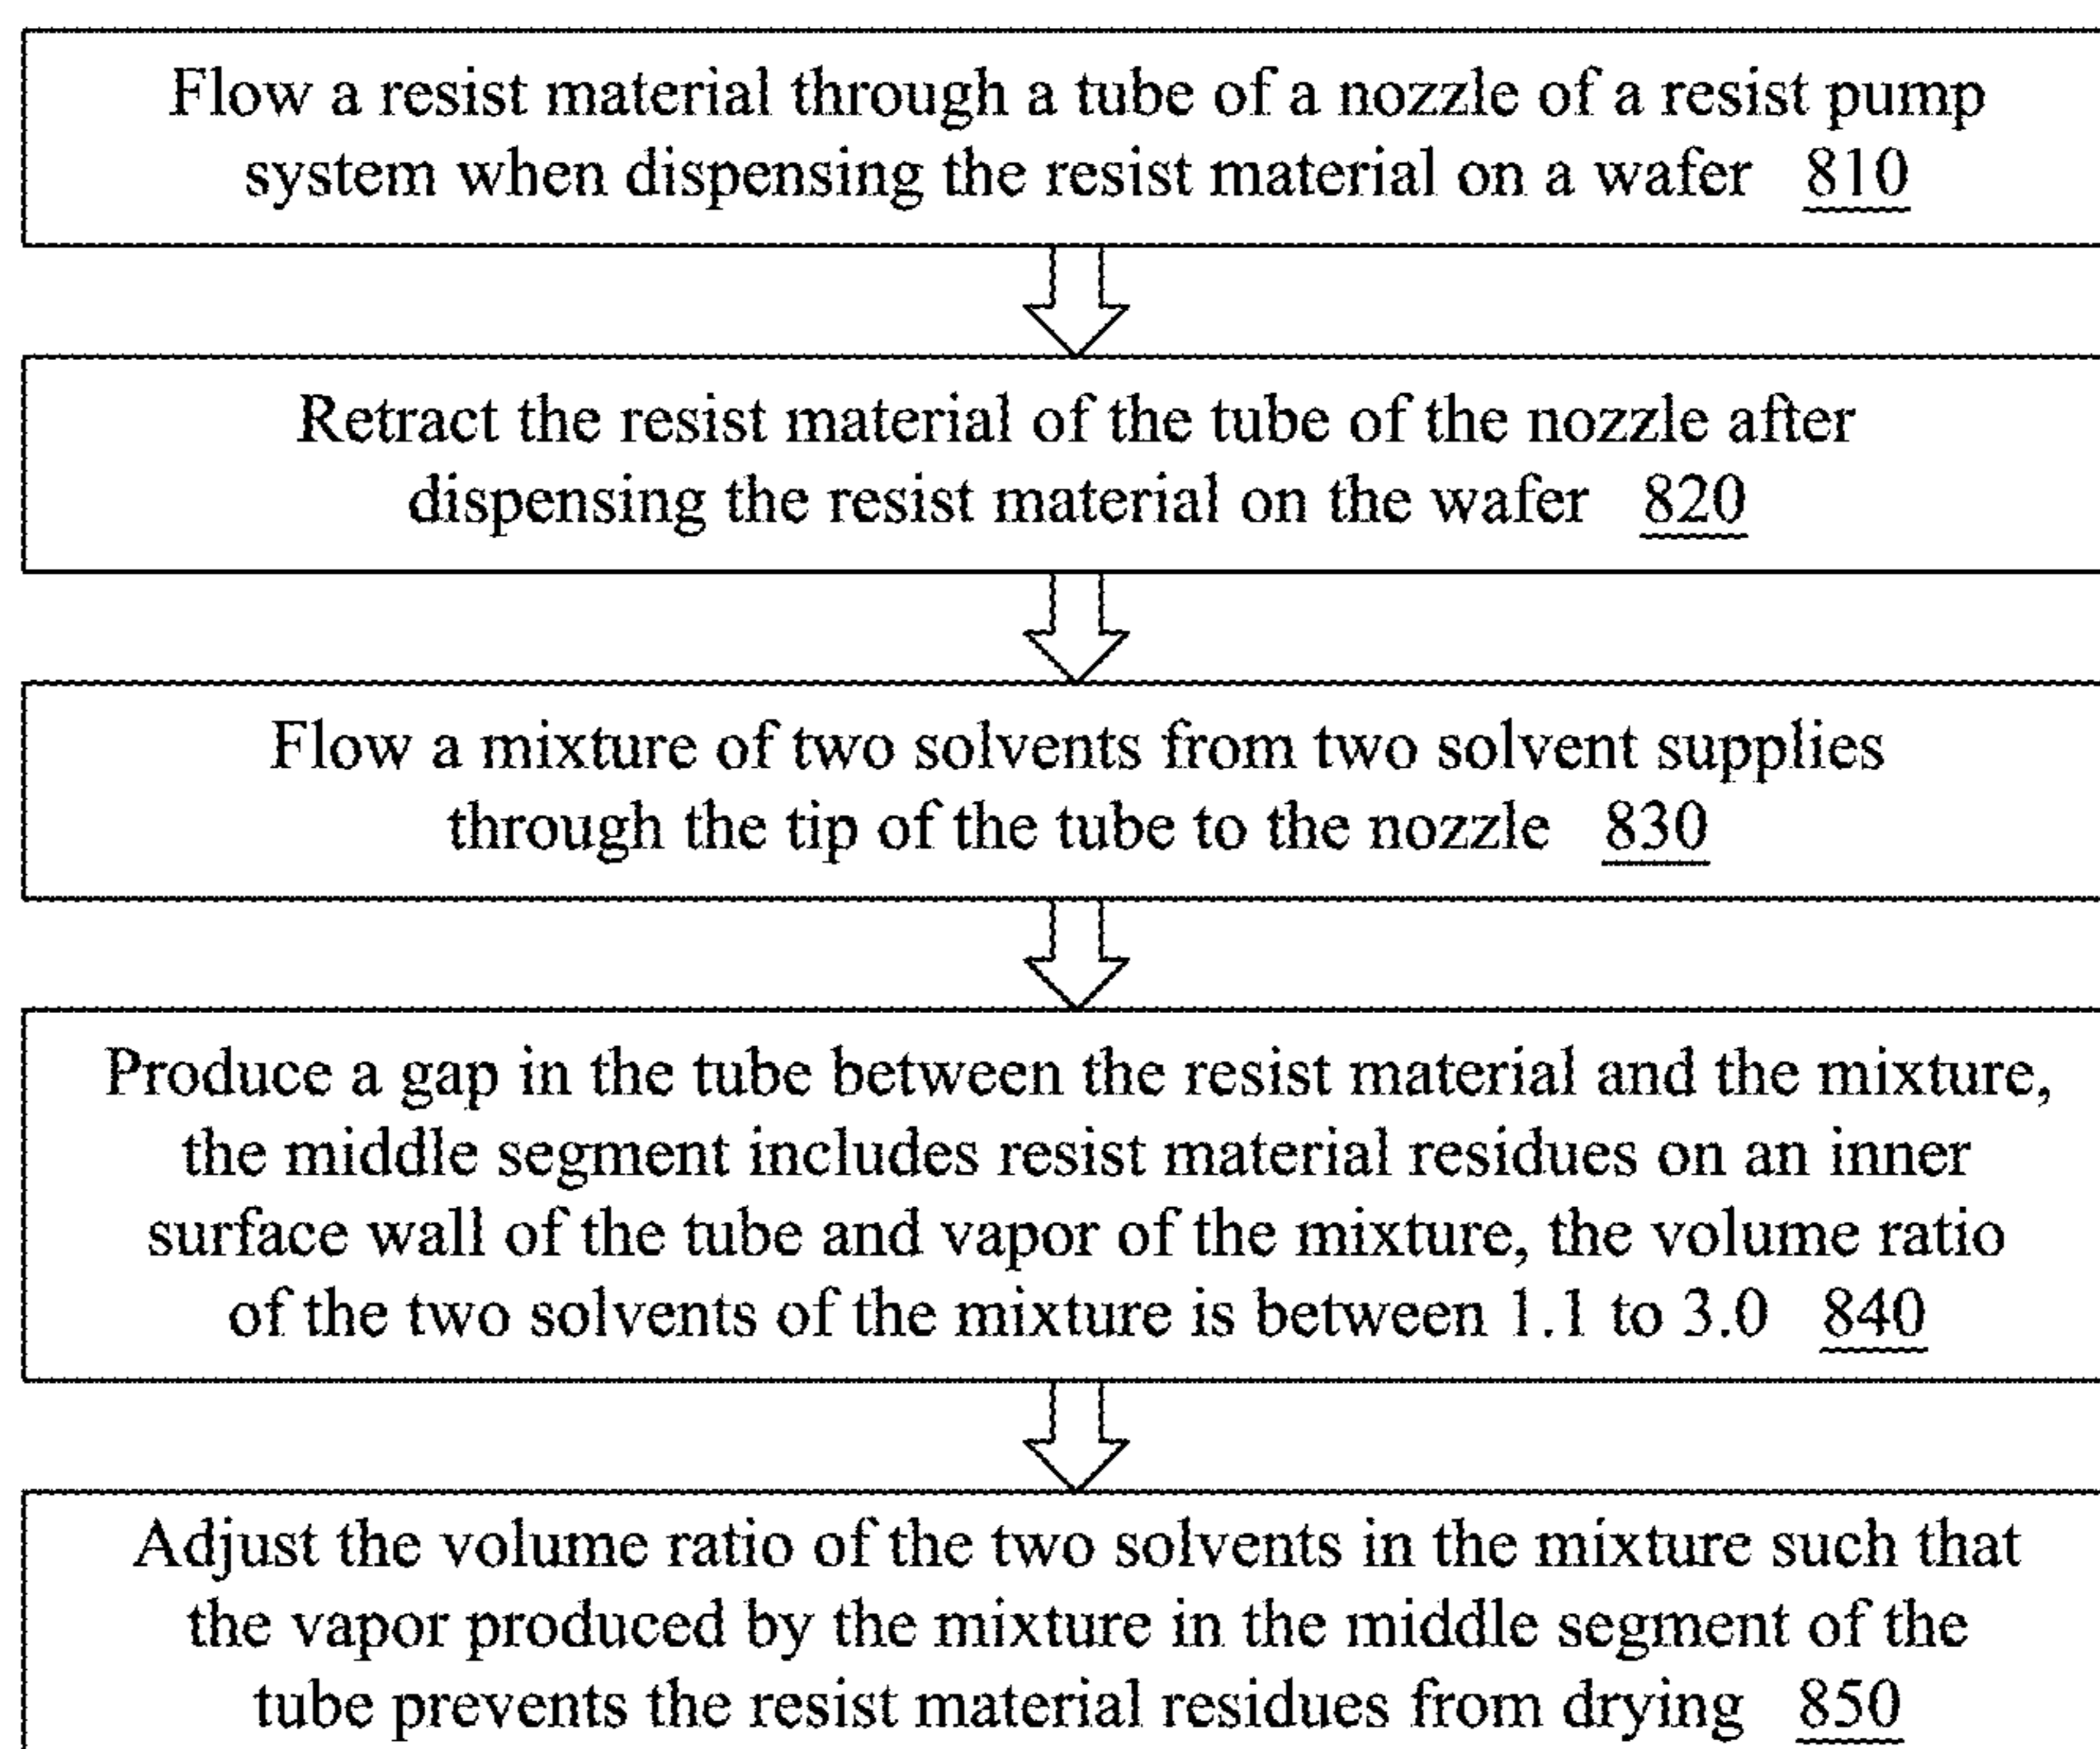 Flow a resist material through a tube of a nozzle of a resist pump
system when dispensing the resist material on a wafer 810
Retract the resist material of the tube of the nozzle after
dispensing the resist material on the wafer 820
Flow a mixture of two solvents from two solvent supplies
through the tip of the tube to the nozzle 830
Produce a gap in the tube between the resist material and the mixture,
the middle segment includes resist material residues on an inner
surface wall of the tube and vapor of the mixture, the volume ratio
of the two solvents of the mixture is between 1.1 to 3.0 840
Adjust the volume ratio of the two solvents in the mixture such that
the vapor produced by the mixture in the middle segment of the
tube prevents the resist material residues from drying 850